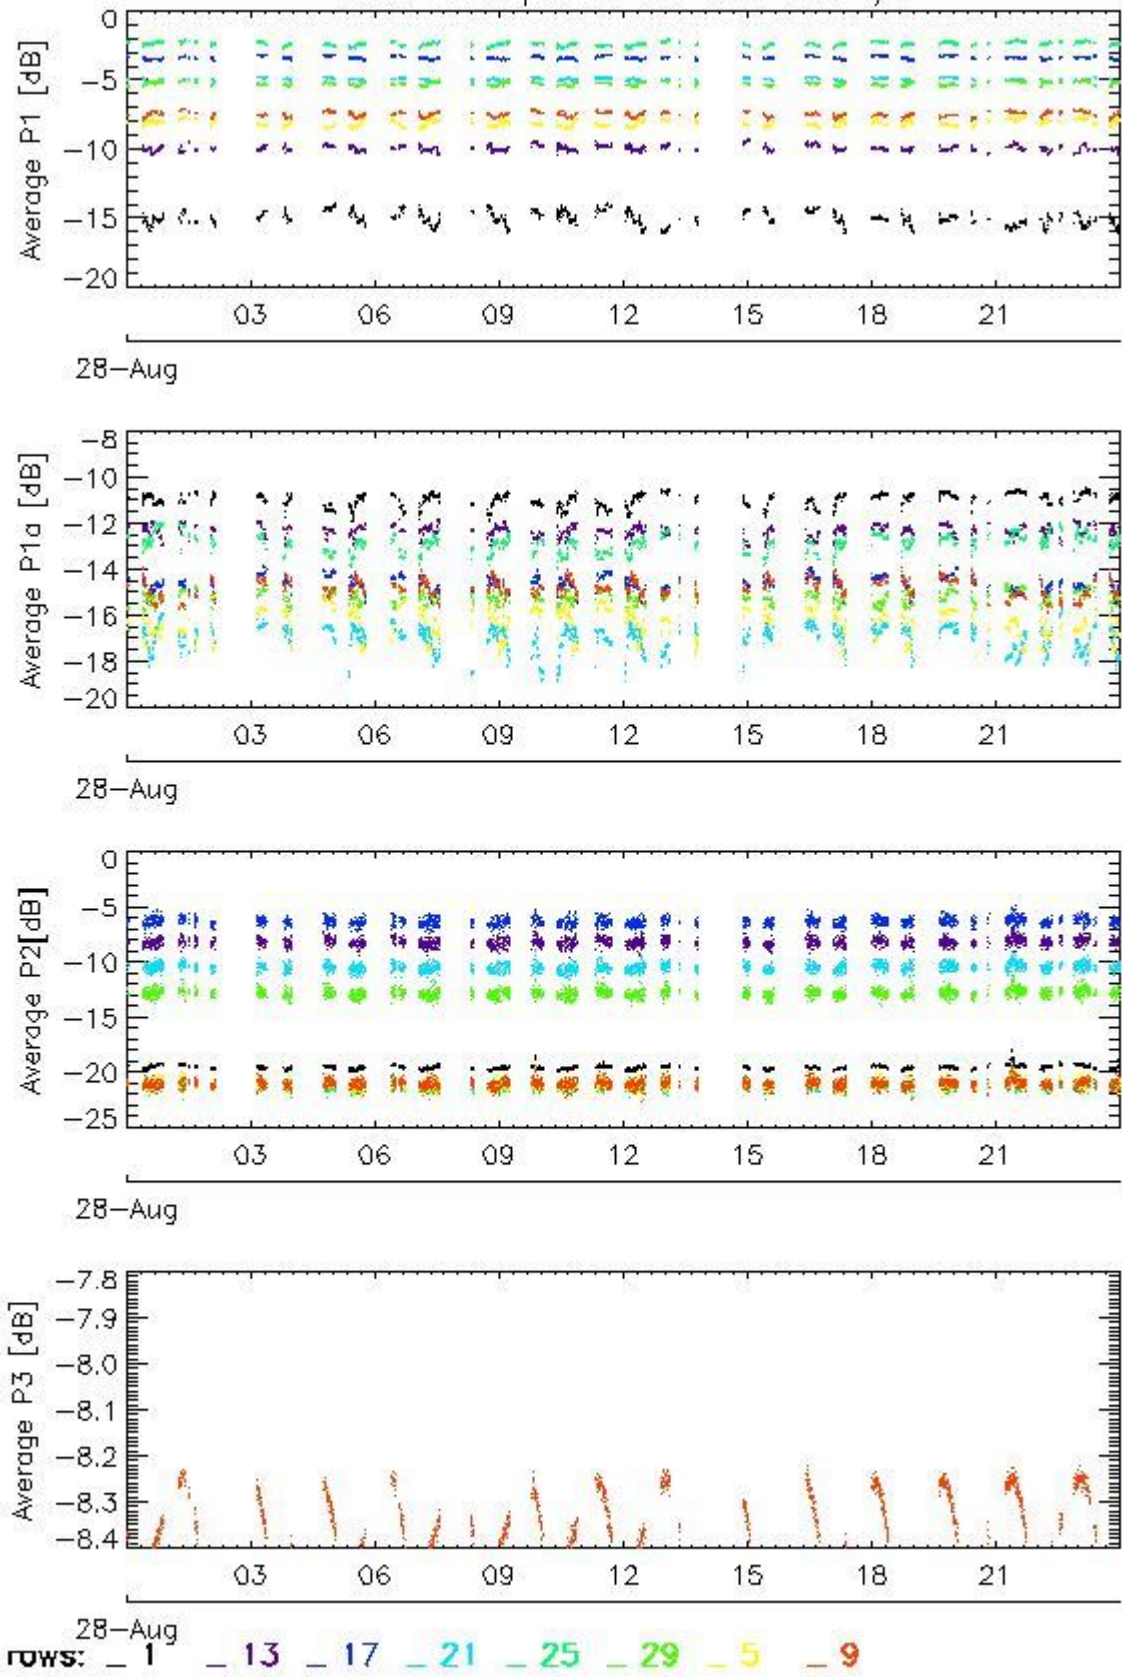 0
−5
−10
−15
−20
Average P1 [dB]
03 06 09 12 15 18 21
28−Aug
−8
−10
−12
−14
−16
−18
−20
Average P1a [dB]
03 06 09 12 15 18 21
28−Aug
0
−5
−10
−15
−20
−25
Average P2[dB]
03 06 09 12 15 18 21
28−Aug
−7.8
−7.9
−8.0
−8.1
−8.2
−8.3
−8.4
Average P3 [dB]
03 06 09 12 15 18 21
28−Aug
rows: _ 1 _ 13 _ 17 _ 21 _ 25 _ 29 _ 5 _ 9